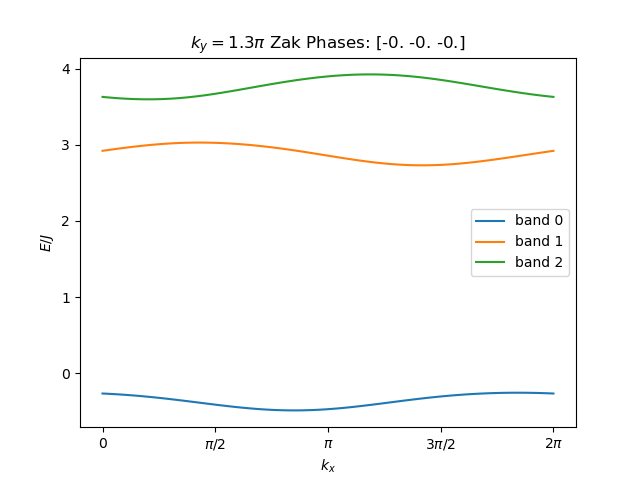 $k_y = 1.3\pi$ Zak Phases: [-0. -0. -0.]
4
3
2
1
0
E/J
band 0
band 1
band 2
0
π/2
π
3π/2
2π
$k_x$